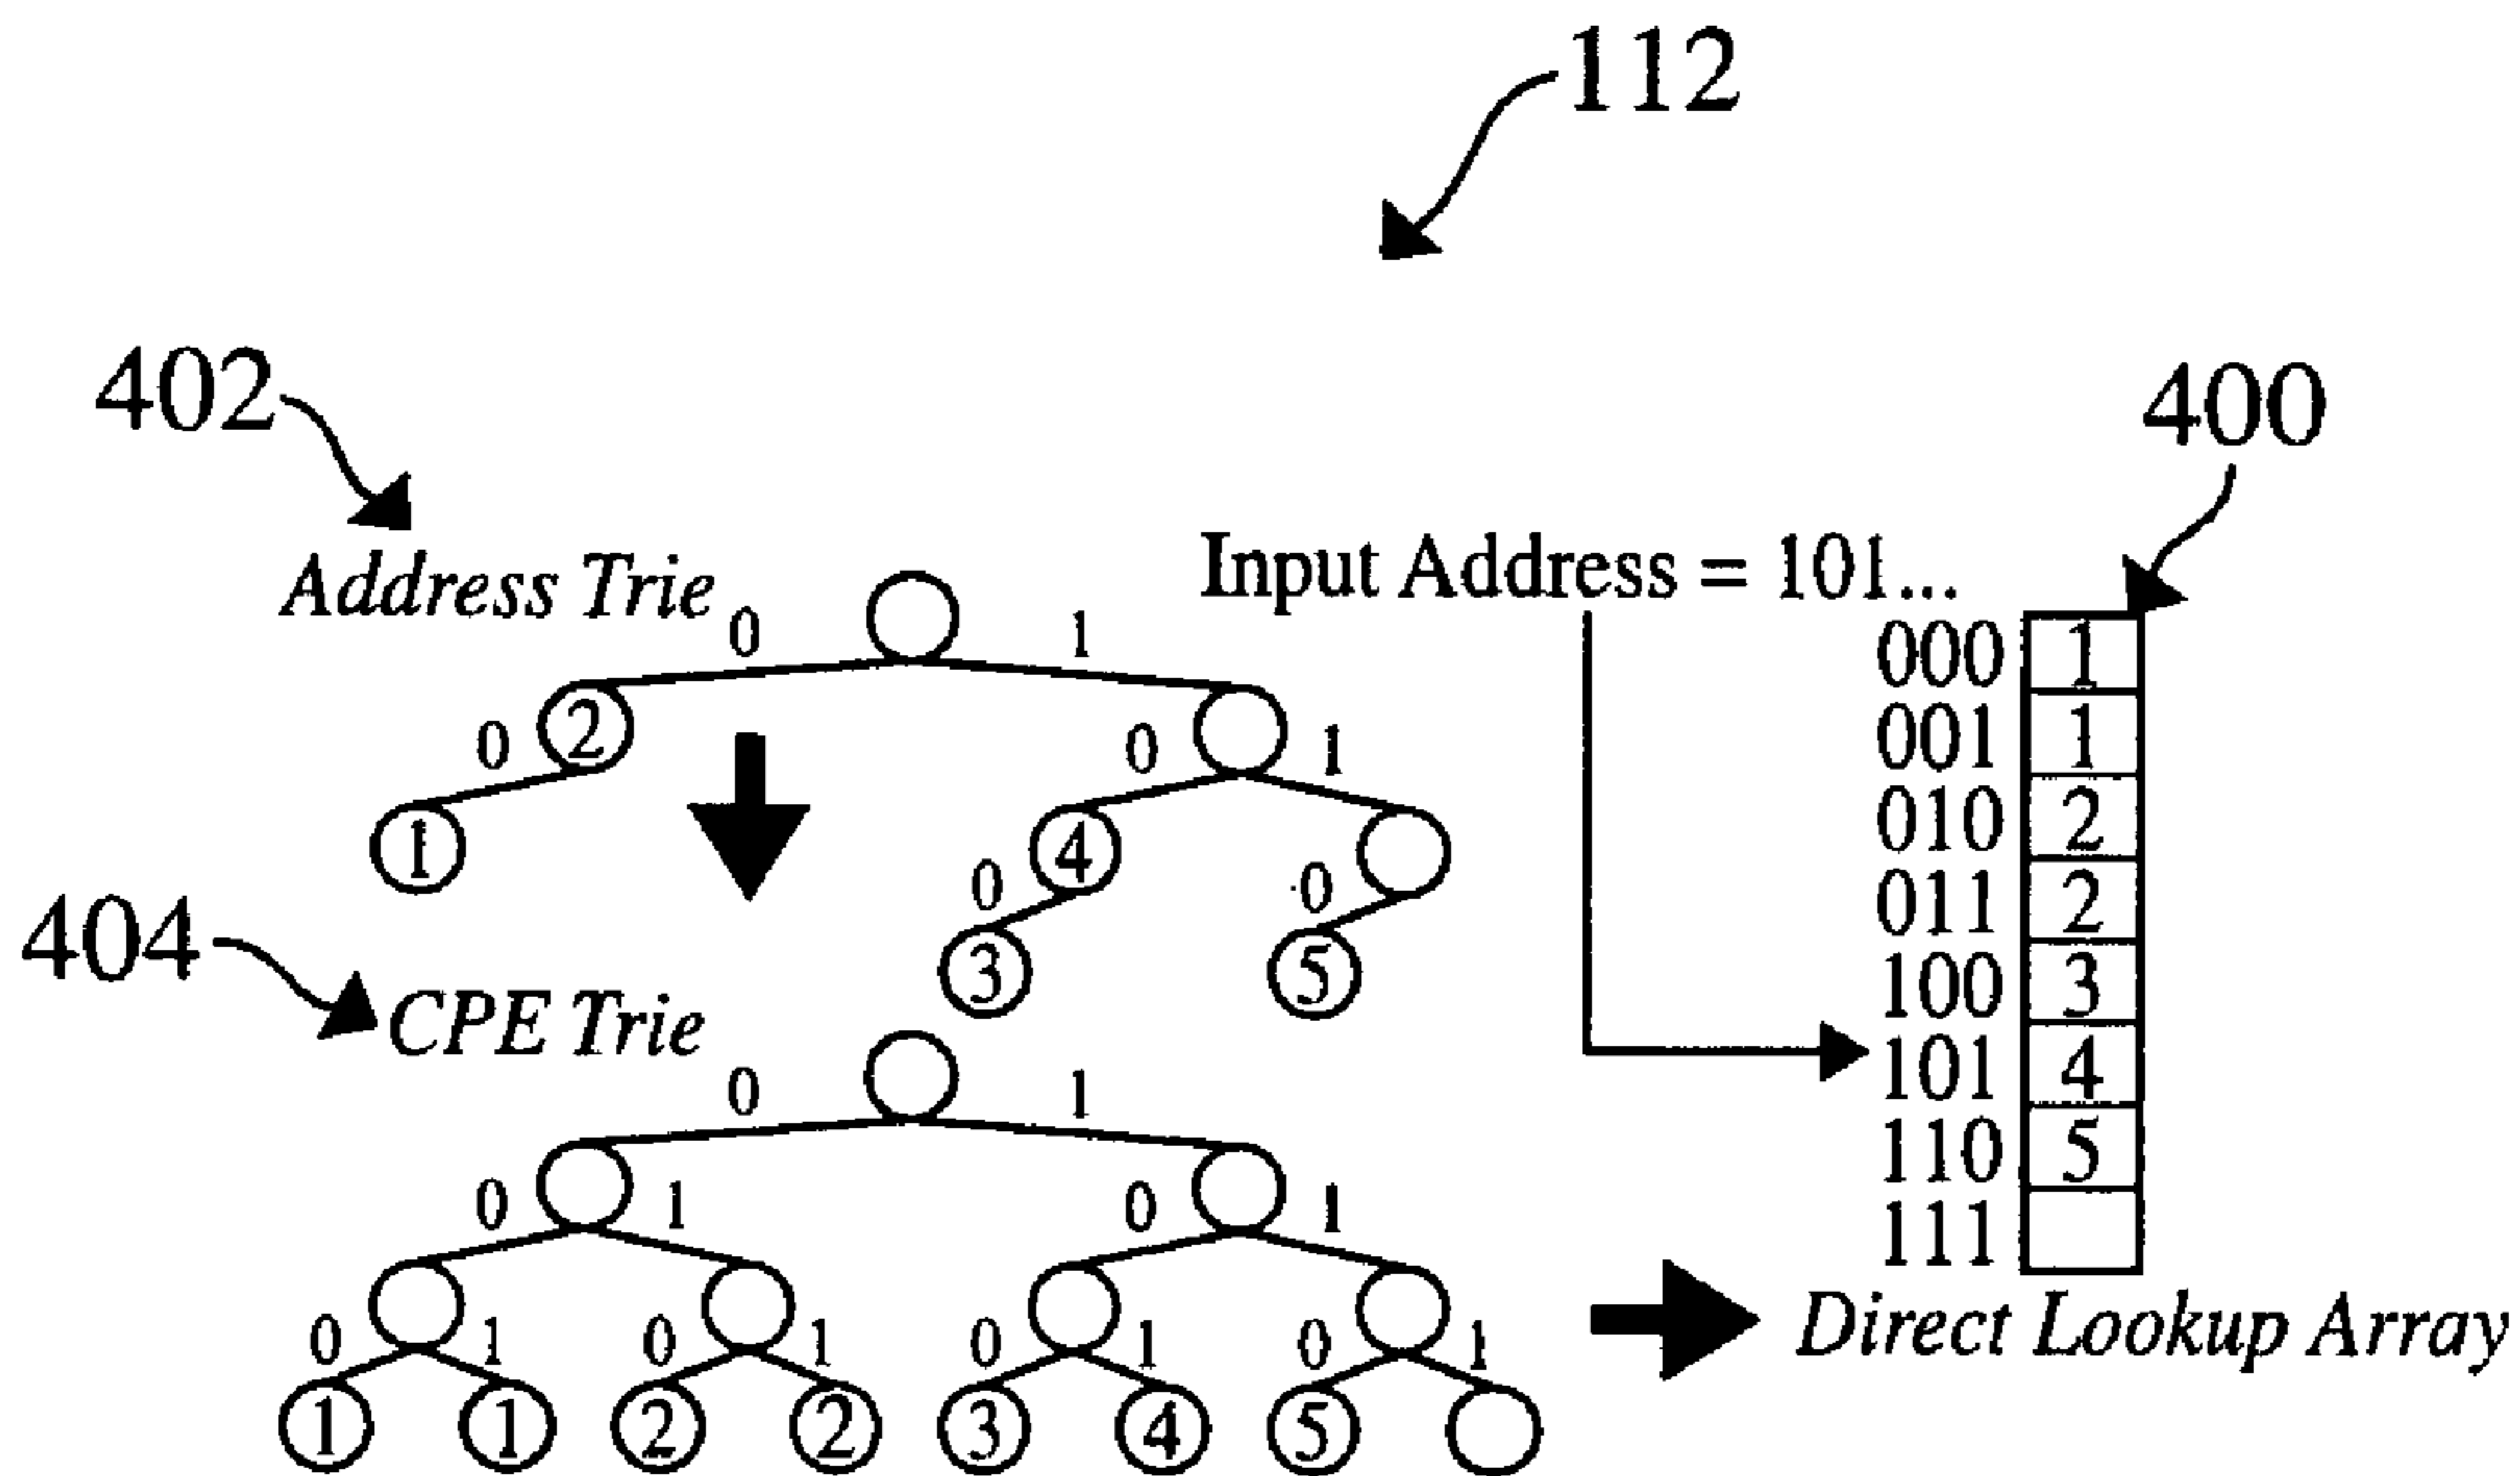 112
402
400
Address Trie
Input Address = 101...
0 1
2
0 0 1
1
4
0 0
3 5
000 1
001 1
010 2
011 2
100 3
101 4
110 5
111
404
CPE Trie
0 1
0 1 0 1
0 1 0 1 0 1 0 1
1 1 2 2 3 4 5
Direct Lookup Array